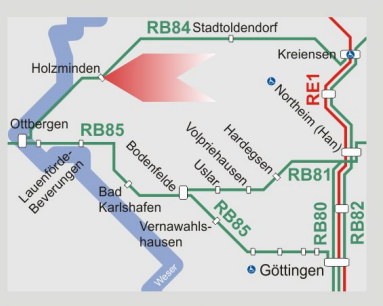 RB84 Stadtoldendorf
Kreiensen
Holzminden
RE1
Northeim (Han)
Ottbergen
RB85
Lauenförde-
Beverungen
Bad
Karlshafen
Bodenfelde
Volpriehausen
Uslar
Hardegsen
RB81
Vernawahls-
hausen
RB85
RB80
RB82
Göttingen
Weser